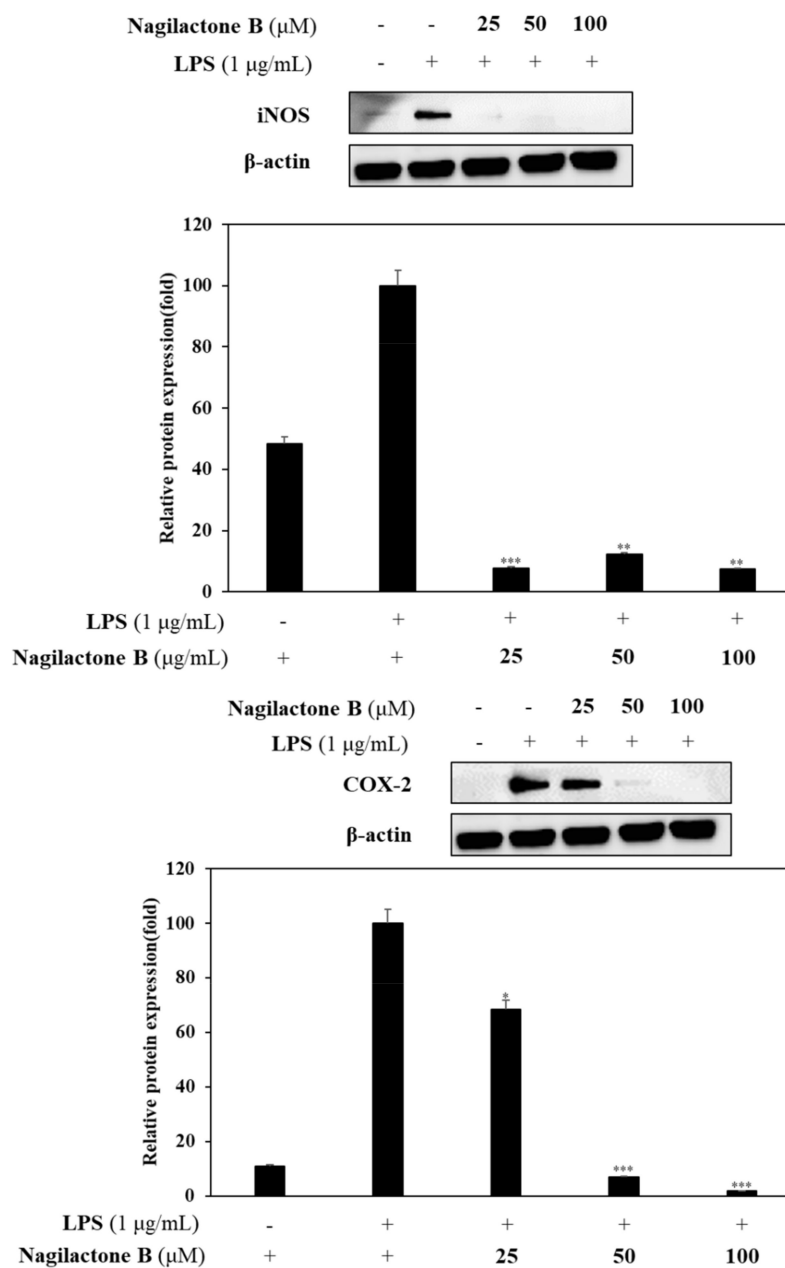 Nagilactone B (μM) - - 25 50 100
LPS (1 μg/mL) - + + + +
iNOS
β-actin
Relative protein expression(fold)
120
100
80
60
40
20
0
*** ** **
LPS (1 μg/mL) - + + + +
Nagilactone B (μg/mL) + + 25 50 100
Nagilactone B (μM) - - 25 50 100
LPS (1 μg/mL) - + + + +
COX-2
β-actin
Relative protein expression(fold)
120
100
80
60
40
20
0
* *** ***
LPS (1 μg/mL) - + + + +
Nagilactone B (μM) + + 25 50 100